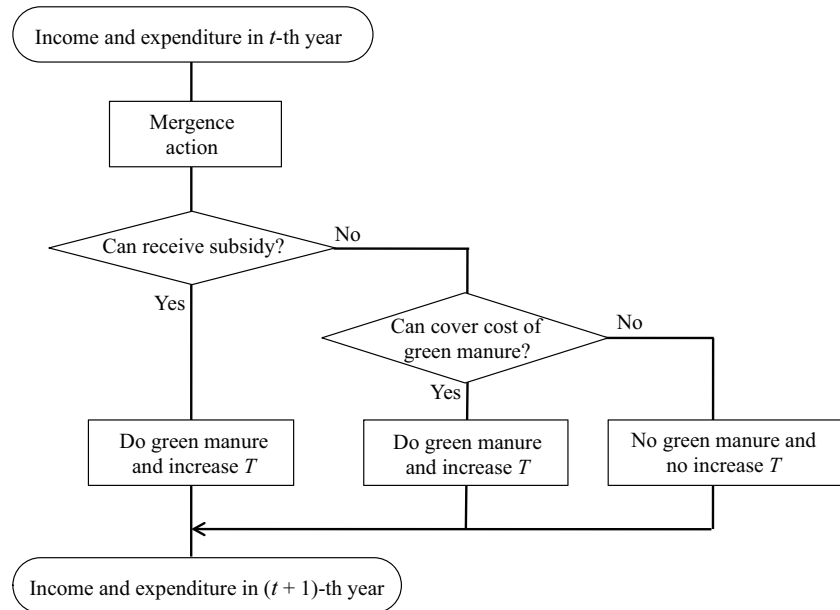 Income and expenditure in t-th year
Mergence
action
Can receive subsidy?
No
Yes
Can cover cost of
green manure?
No
Yes
Do green manure
and increase T
Do green manure
and increase T
No green manure and
no increase T
Income and expenditure in (t + 1)-th year